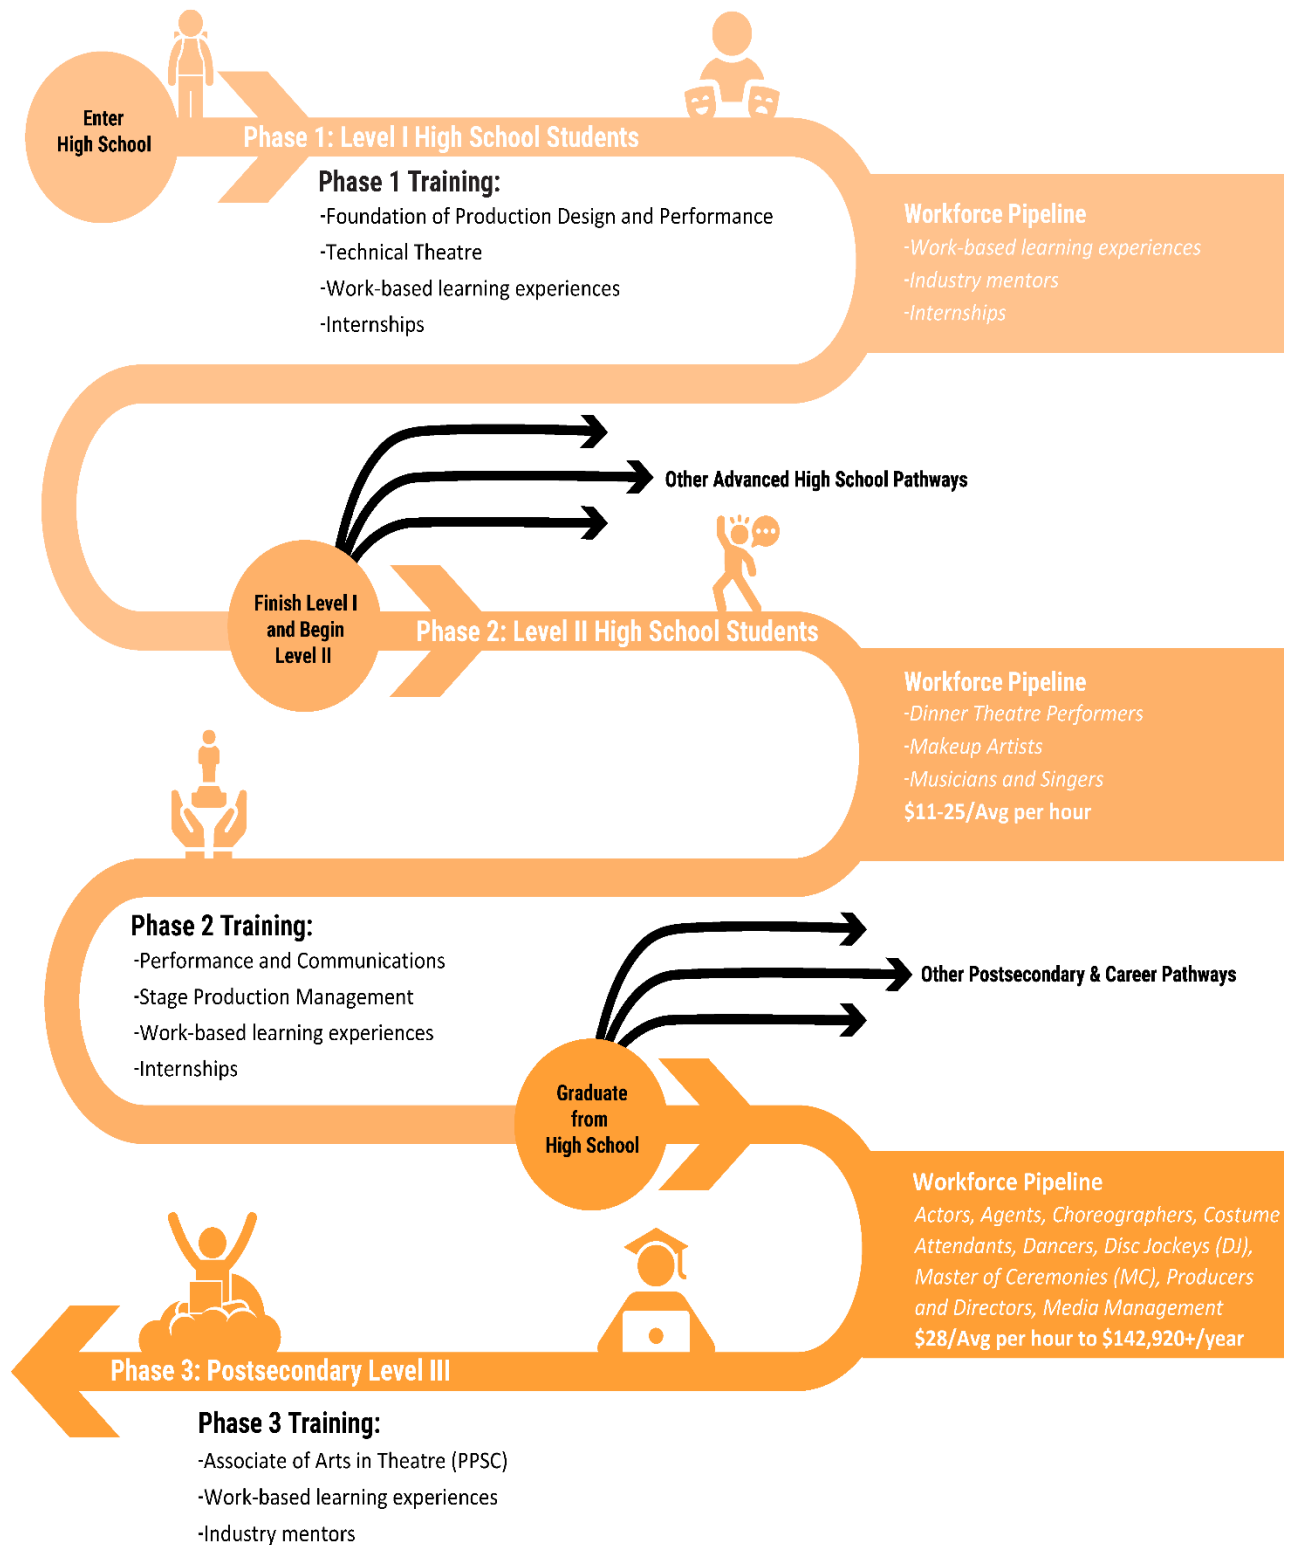 Enter
High School
Phase 1: Level I High School Students
Phase 1 Training:
-Foundation of Production Design and Performance
-Technical Theatre
-Work-based learning experiences
-Internships
Workforce Pipeline
-Work-based learning experiences
-Industry mentors
-Internships
Other Advanced High School Pathways
Finish Level I
and Begin
Level II
Phase 2: Level II High School Students
Workforce Pipeline
-Dinner Theatre Performers
-Makeup Artists
-Musicians and Singers
$11-25/Avg per hour
Phase 2 Training:
-Performance and Communications
-Stage Production Management
-Work-based learning experiences
-Internships
Other Postsecondary & Career Pathways
Graduate
from
High School
Workforce Pipeline
Actors, Agents, Choreographers, Costume
Attendants, Dancers, Disc Jockeys (DJ),
Master of Ceremonies (MC), Producers
and Directors, Media Management
$28/Avg per hour to $142,920+/year
Phase 3: Postsecondary Level III
Phase 3 Training:
-Associate of Arts in Theatre (PPSC)
-Work-based learning experiences
-Industry mentors